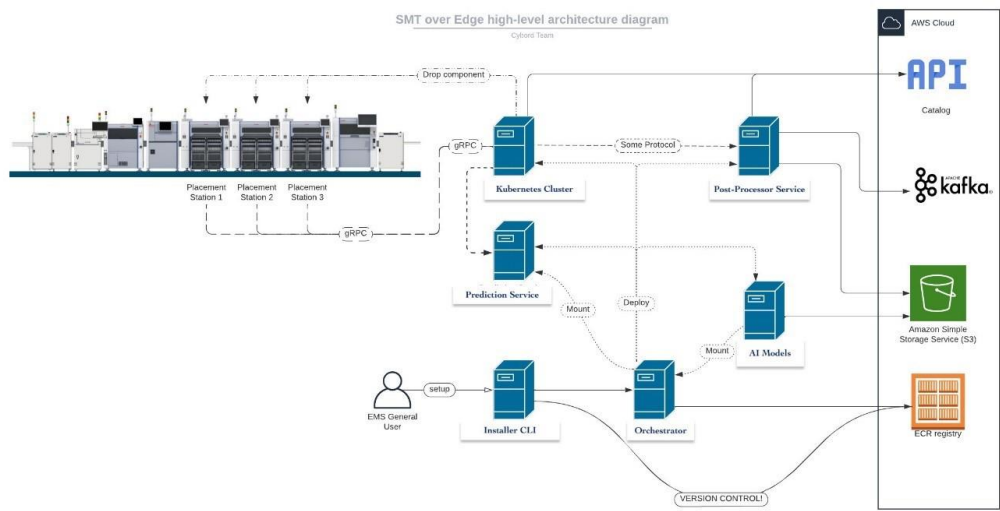 SMT over Edge high-level architecture diagram
Cybord Team
AWS Cloud
Drop component
API
Catalog
gRPC
Some Protocol
Kubernetes Cluster
Post-Processor Service
APACHE
kafka
Placement
Station 1
Placement
Station 2
Placement
Station 3
gRPC
Prediction Service
Mount
Deploy
Amazon Simple
Storage Service (S3)
Mount
AI Models
setup
EMS General
User
Installer CLI
Orchestrator
ECR registry
VERSION CONTROL!